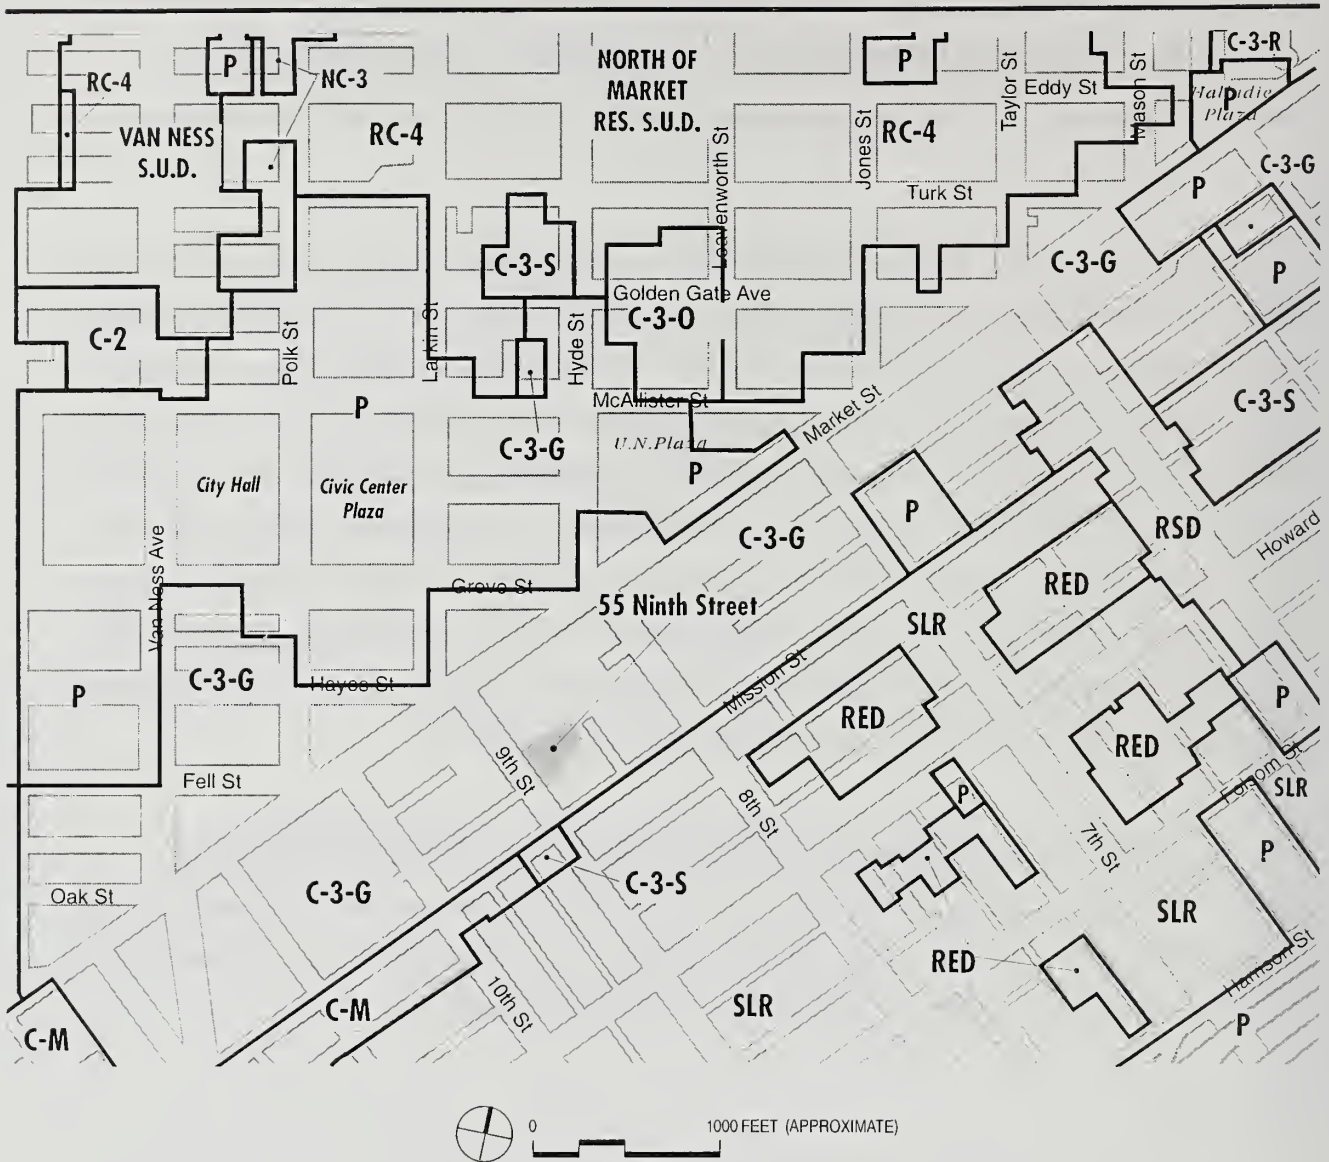 C-3-R
NORTH OF
MARKET
RES. S.U.D.
P
P
RC-4
NC-3
Taylor St
Eddy St
Mason St
Halladie
Plaza
P
VAN NESS
S.U.D.
RC-4
Leavenworth St
Jones St
RC-4
Turk St
P
C-3-G
C-3-S
C-3-G
P
Golden Gate Ave
C-3-O
C-2
Polk St
Larkin St
Hyde St
McAllister St
P
C-3-G
U.N.Plaza
P
Market St
C-3-S
City Hall
Civic Center
Plaza
P
C-3-G
RSD
Howard
Van Ness Ave
Grove St
55 Ninth Street
RED
SLR
P
C-3-G
Hayes St
Mission St
RED
P
RED
9th St
Fell St
8th St
P
Folsom St
SLR
7th St
P
Oak St
C-3-G
C-3-S
SLR
RED
Harrison St
10th St
C-M
SLR
P
C-M
0
1000 FEET (APPROXIMATE)